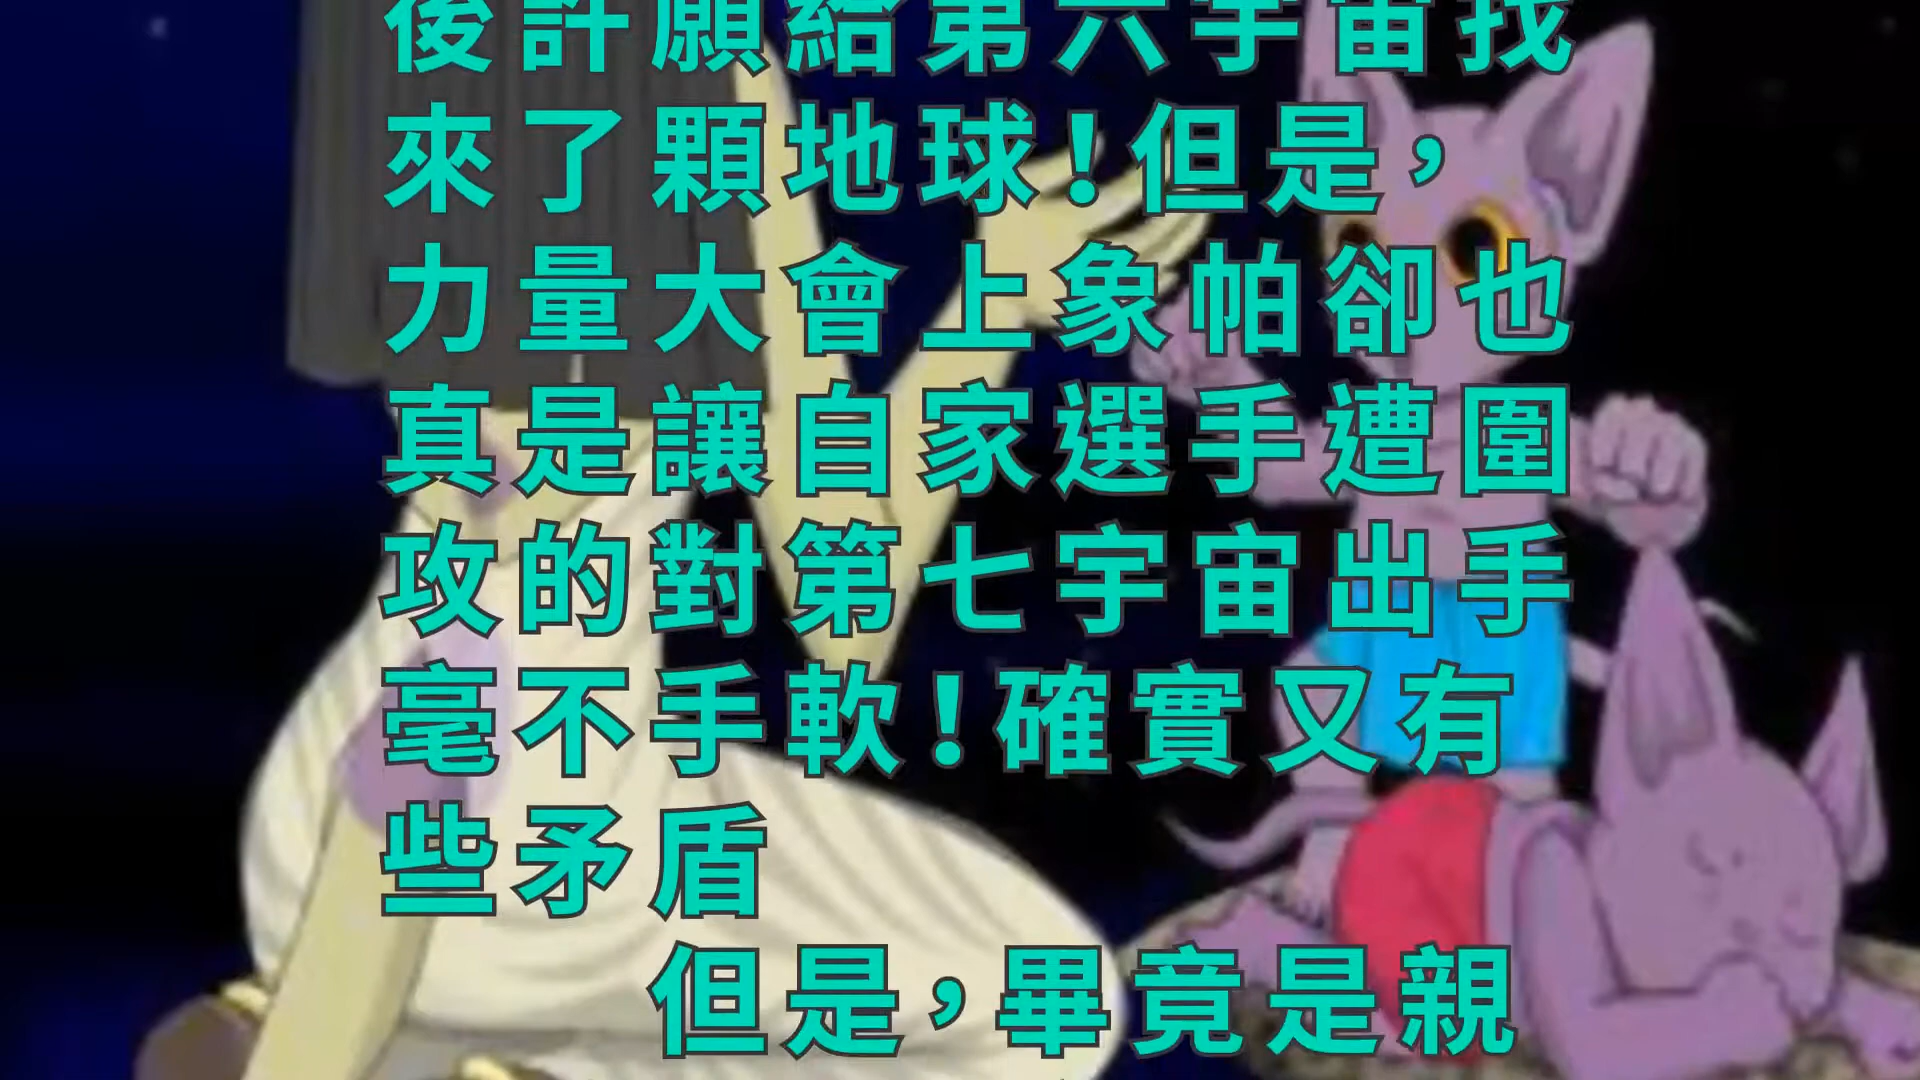 後許願給第六宇宙找
來了顆地球！但是，
力量大會上象帕卻也
真是讓自家選手遭圍
攻的對第七宇宙出手
毫不手軟！確實又有
些矛盾
但是，畢竟是親